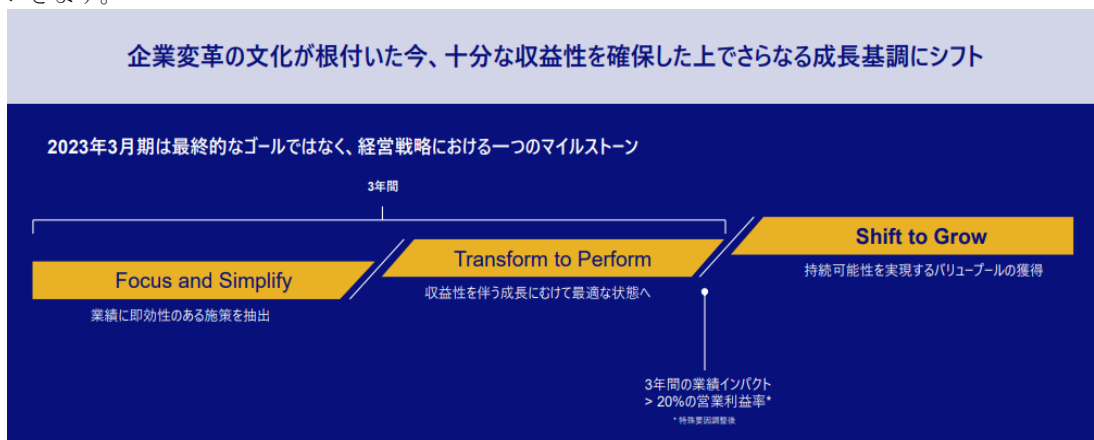 いきます。
企業変革の文化が根付いた今、十分な収益性を確保した上でさらなる成長基調にシフト
2023年3月期は最終的なゴールではなく、経営戦略における一つのマイルストーン
3年間
Focus and Simplify
業績に即効性のある施策を抽出
Transform to Perform
収益性を伴う成長にむけて最適な状態へ
Shift to Grow
持続可能性を実現するバリュープールの獲得
3年間の業績インパクト
> 20%の営業利益率*
* 特殊要因調整後